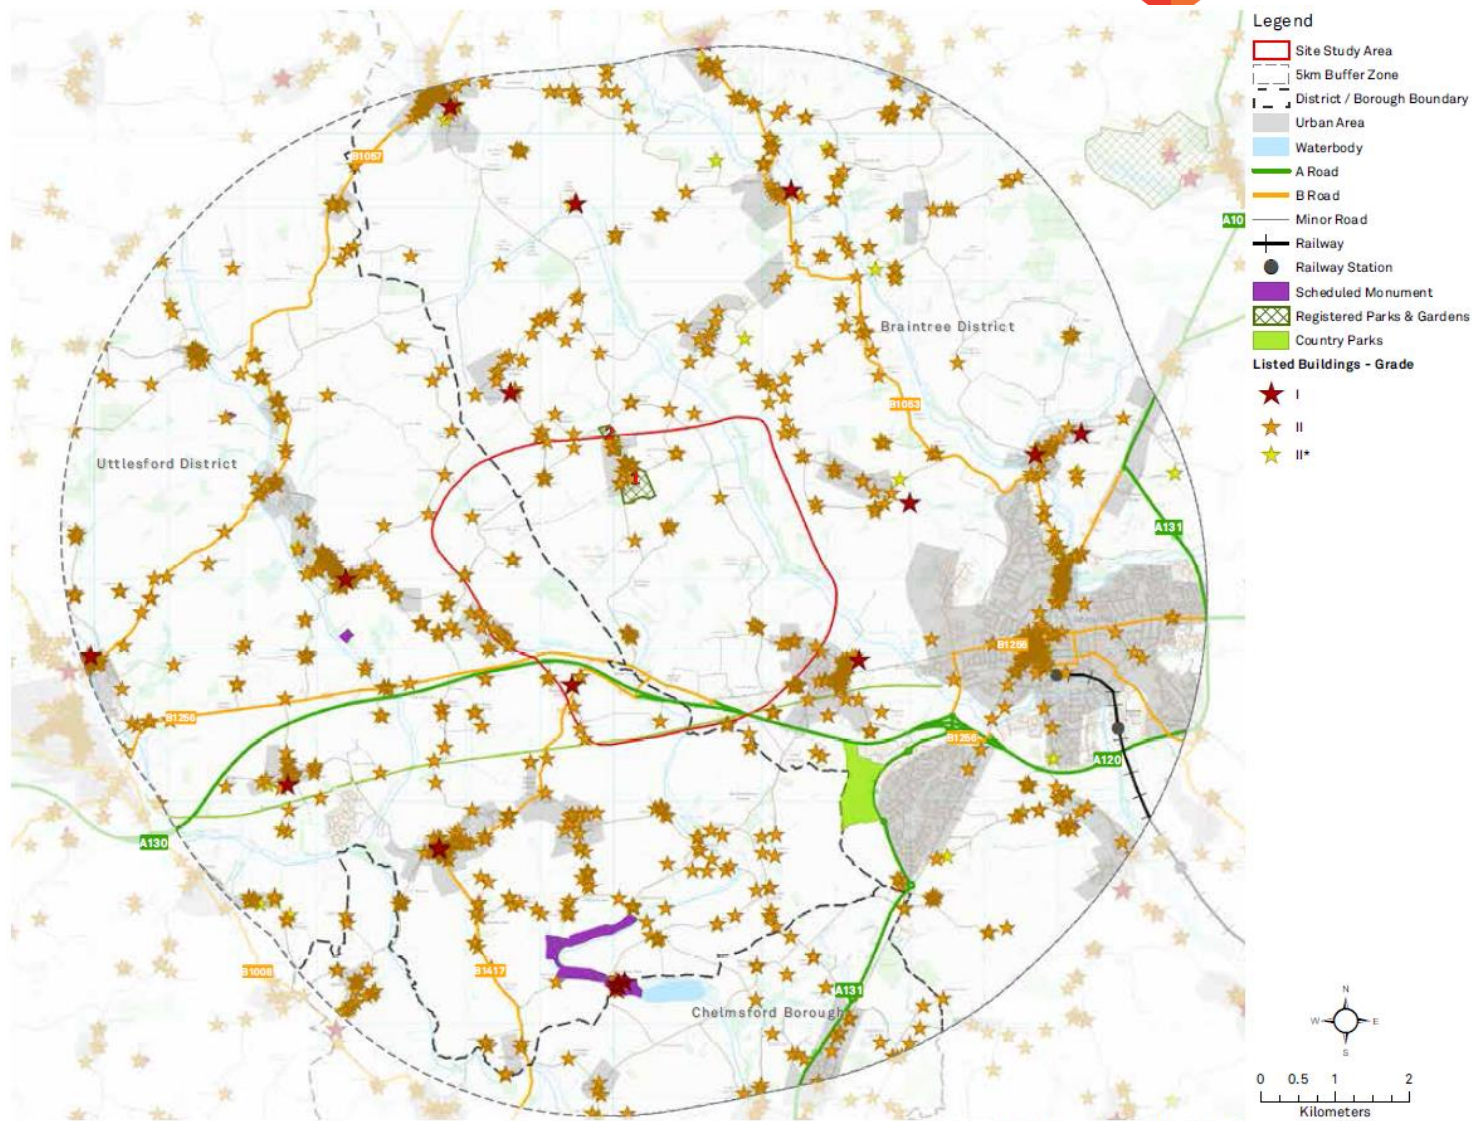 Legend
Site Study Area
5km Buffer Zone
District / Borough Boundary
Urban Area
Waterbody
A Road
B Road
Minor Road
Railway
Railway Station
Scheduled Monument
Registered Parks & Gardens
Country Parks
Listed Buildings - Grade
I
II
II*
B1057
A10
Braintree District
B1053
Uttlesford District
2
1
A131
B1256
B1256
B1256
A120
A130
B1008
B1417
A131
Chelmsford Borough
N
W E
S
0 0.5 1 2
Kilometers